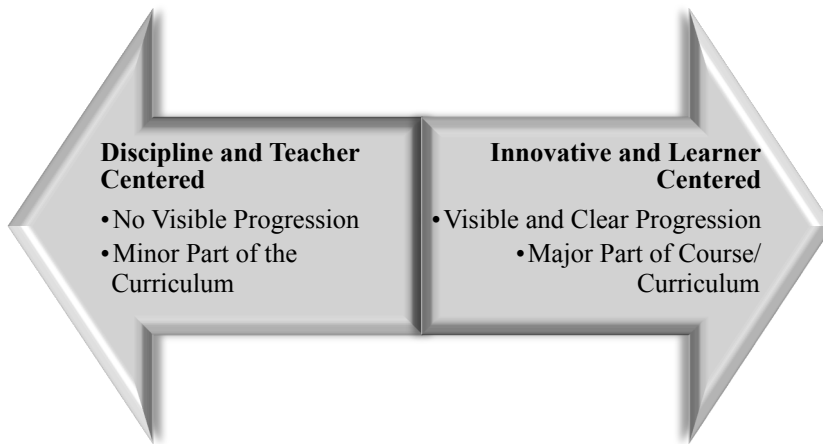 Discipline and Teacher
Centered
•No Visible Progression
•Minor Part of the
Curriculum
Innovative and Learner
Centered
•Visible and Clear Progression
•Major Part of Course/
Curriculum